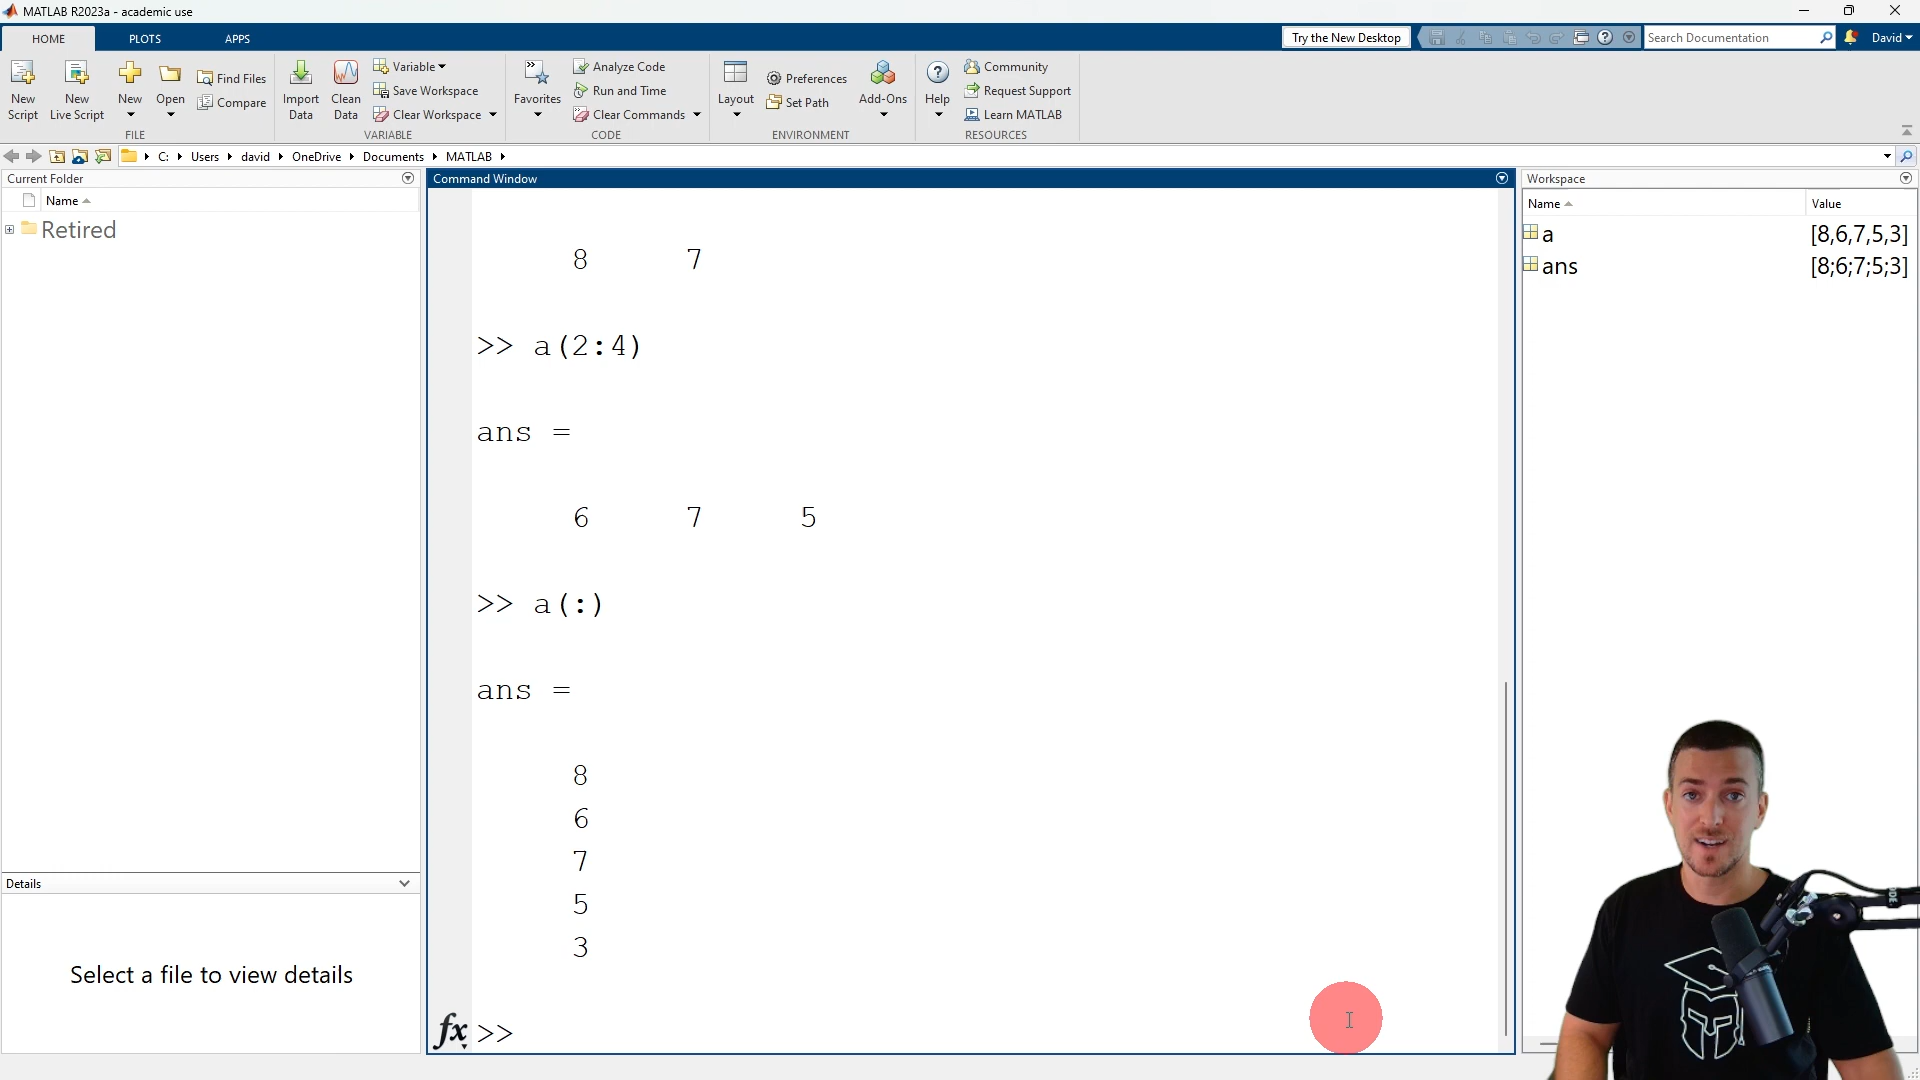 MATLAB R2023a - academic use
HOME PLOTS APPS
Try the New Desktop
Search Documentation
David
New Script
New Live Script
New
Open
Find Files
Compare
FILE
Import Data
Clean Data
Variable
Save Workspace
Clear Workspace
VARIABLE
Favorites
Analyze Code
Run and Time
Clear Commands
CODE
Layout
Preferences
Set Path
Add-Ons
ENVIRONMENT
Help
Community
Request Support
Learn MATLAB
RESOURCES
C: Users david OneDrive Documents MATLAB
Current Folder
Name
Retired
Details
Select a file to view details
Command Window
8 7
>> a(2:4)
ans =
6 7 5
>> a(:)
ans =
8
6
7
5
3
fx >>
Workspace
Name Value
a [8,6,7,5,3]
ans [8;6;7;5;3]